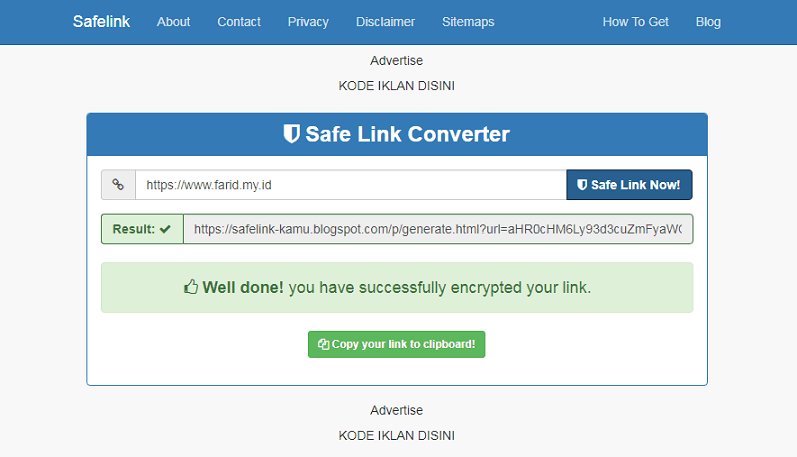 Safelink About Contact Privacy Disclaimer Sitemaps How To Get Blog
Advertise
KODE IKLAN DISINI
Safe Link Converter
https://www.farid.my.id Safe Link Now!
Result: https://safelink-kamu.blogspot.com/p/generate.html?url=aHR0cHM6Ly93d3cuZmFyaWQ
Well done! you have successfully encrypted your link.
Copy your link to clipboard!
Advertise
KODE IKLAN DISINI